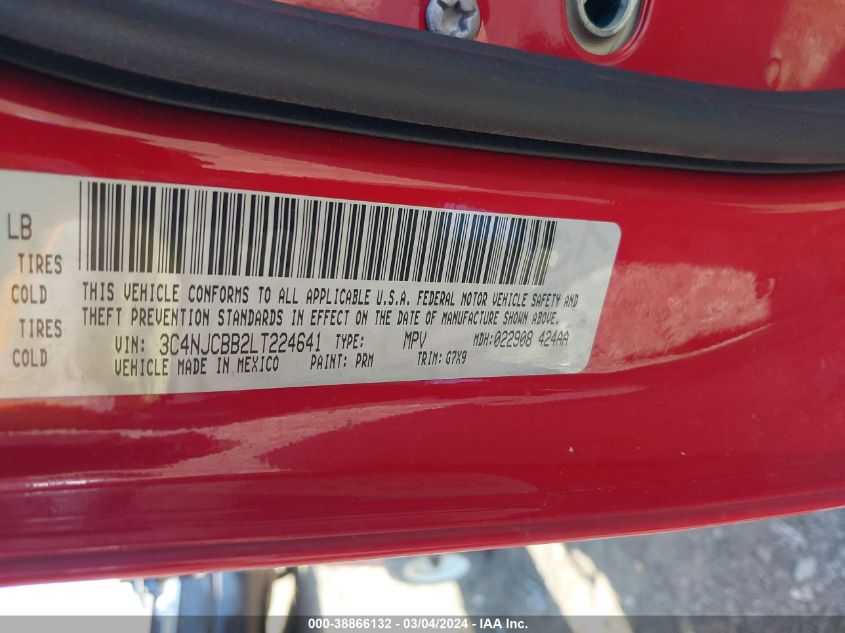 LB
TIRES
COLD
TIRES
COLD
THIS VEHICLE CONFORMS TO ALL APPLICABLE U.S.A. FEDERAL MOTOR VEHICLE SAFETY AND
THEFT PREVENTION STANDARDS IN EFFECT ON THE DATE OF MANUFACTURE SHOWN ABOVE.
VIN: 3C4NJCBB2LT224641 TYPE: MPV MDH:022908 424AA
VEHICLE MADE IN MEXICO PAINT: PRM TRIM: G7X9
000-38866132 - 03/04/2024 - IAA Inc.